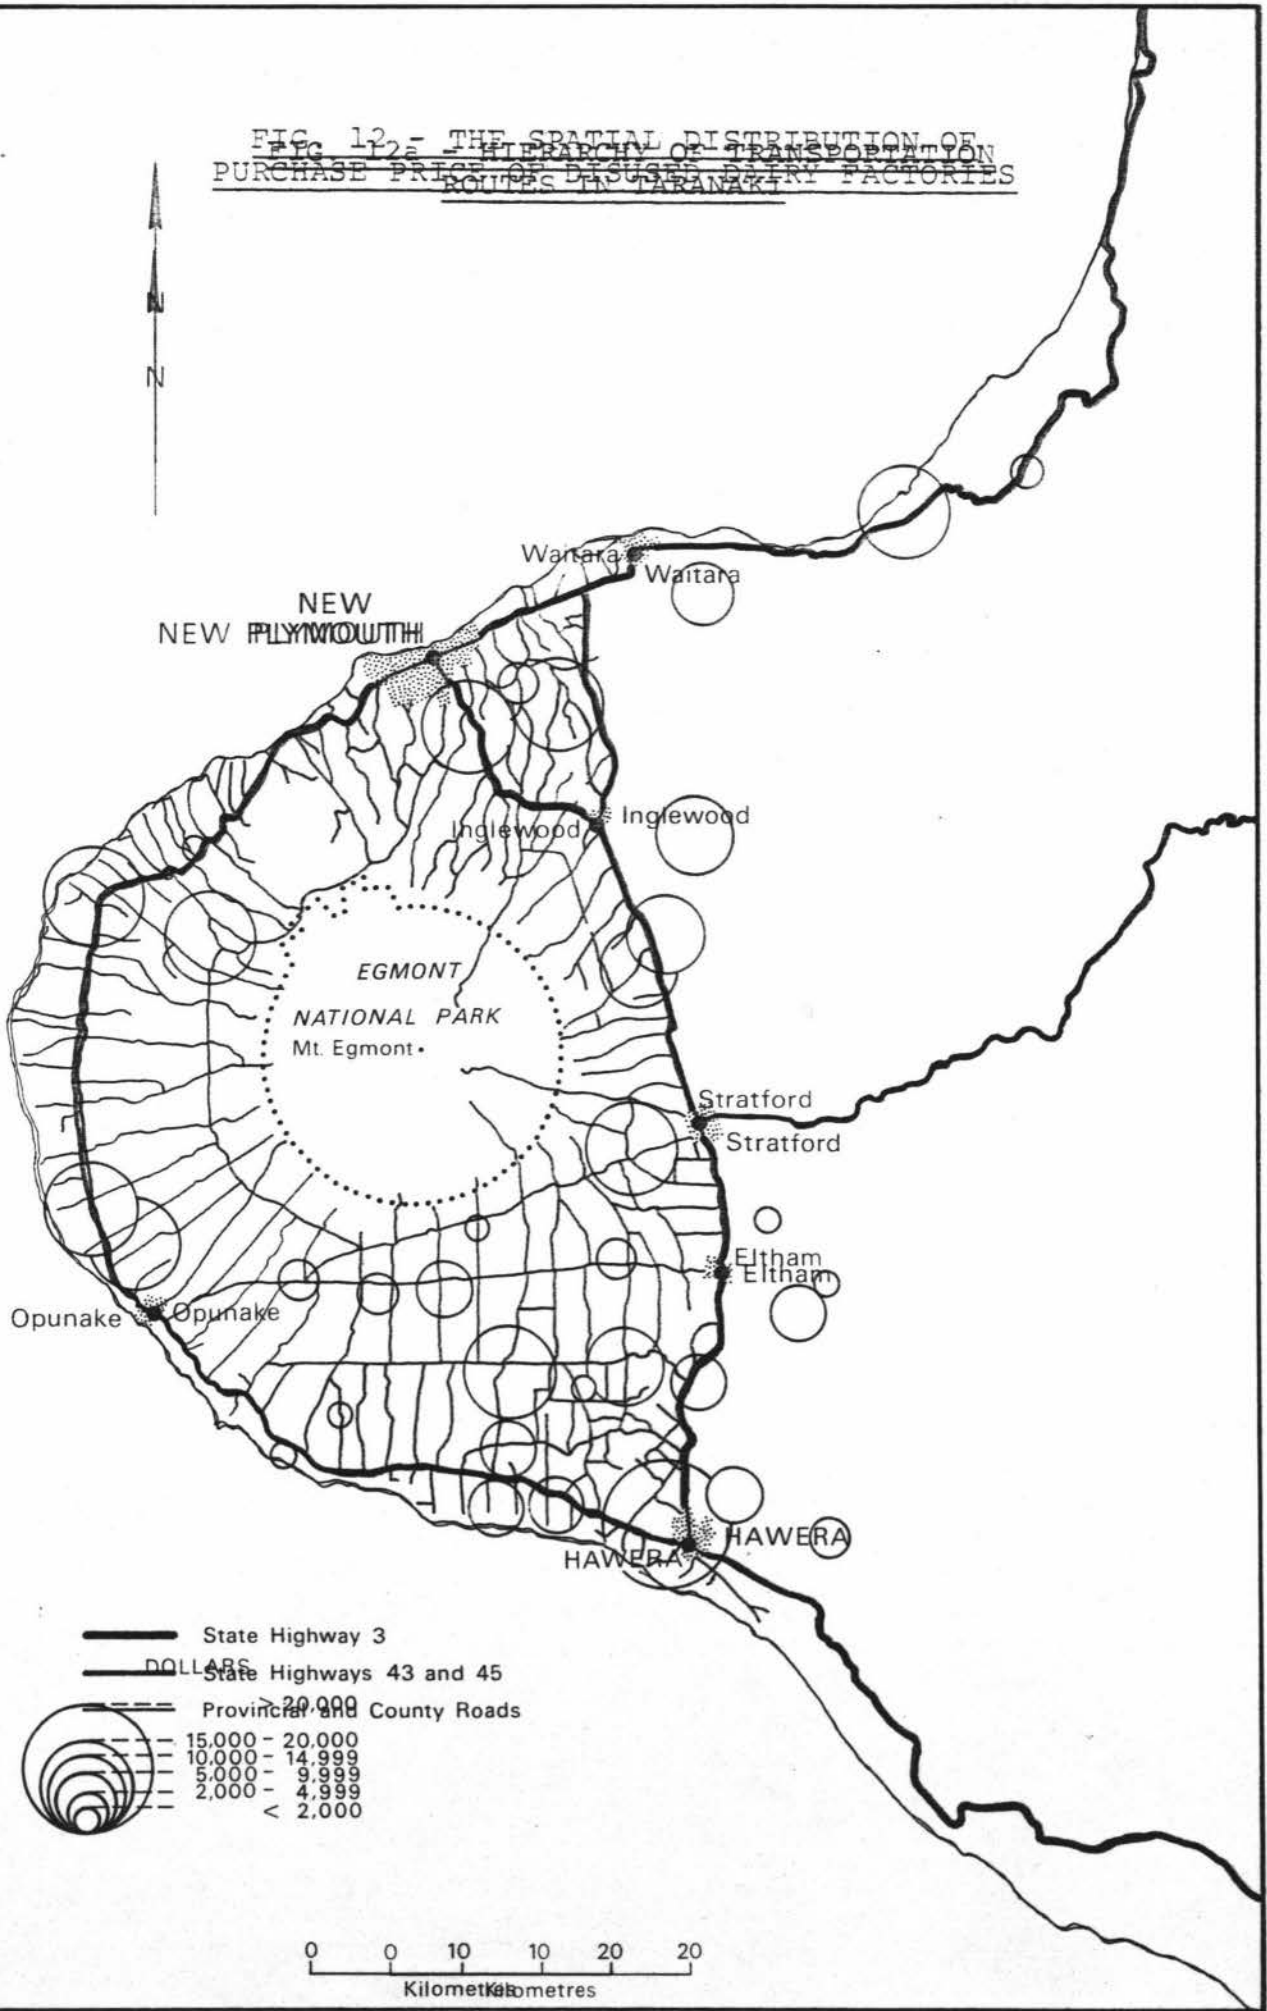 FIG. 12 - THE SPATIAL DISTRIBUTION OF
PURCHASE PRICE OF DISUSED DAIRY FACTORIES
FIG. 12a - HIERARCHY OF TRANSPORTATION
ROUTES IN TARANAKI
N
N
Waitara
Waitara
NEW
PLYMOUTH
NEW PLYMOUTH
Inglewood
Inglewood
EGMONT
NATIONAL PARK
Mt. Egmont
Stratford
Stratford
Eltham
Eltham
Opunake
Opunake
HAWERA
HAWERA
State Highway 3
State Highways 43 and 45
Provincial and County Roads
DOLLARS
> 20,000
15,000 - 20,000
10,000 - 14,999
5,000 - 9,999
2,000 - 4,999
< 2,000
0 0 10 10 20 20
Kilometres Kilometres